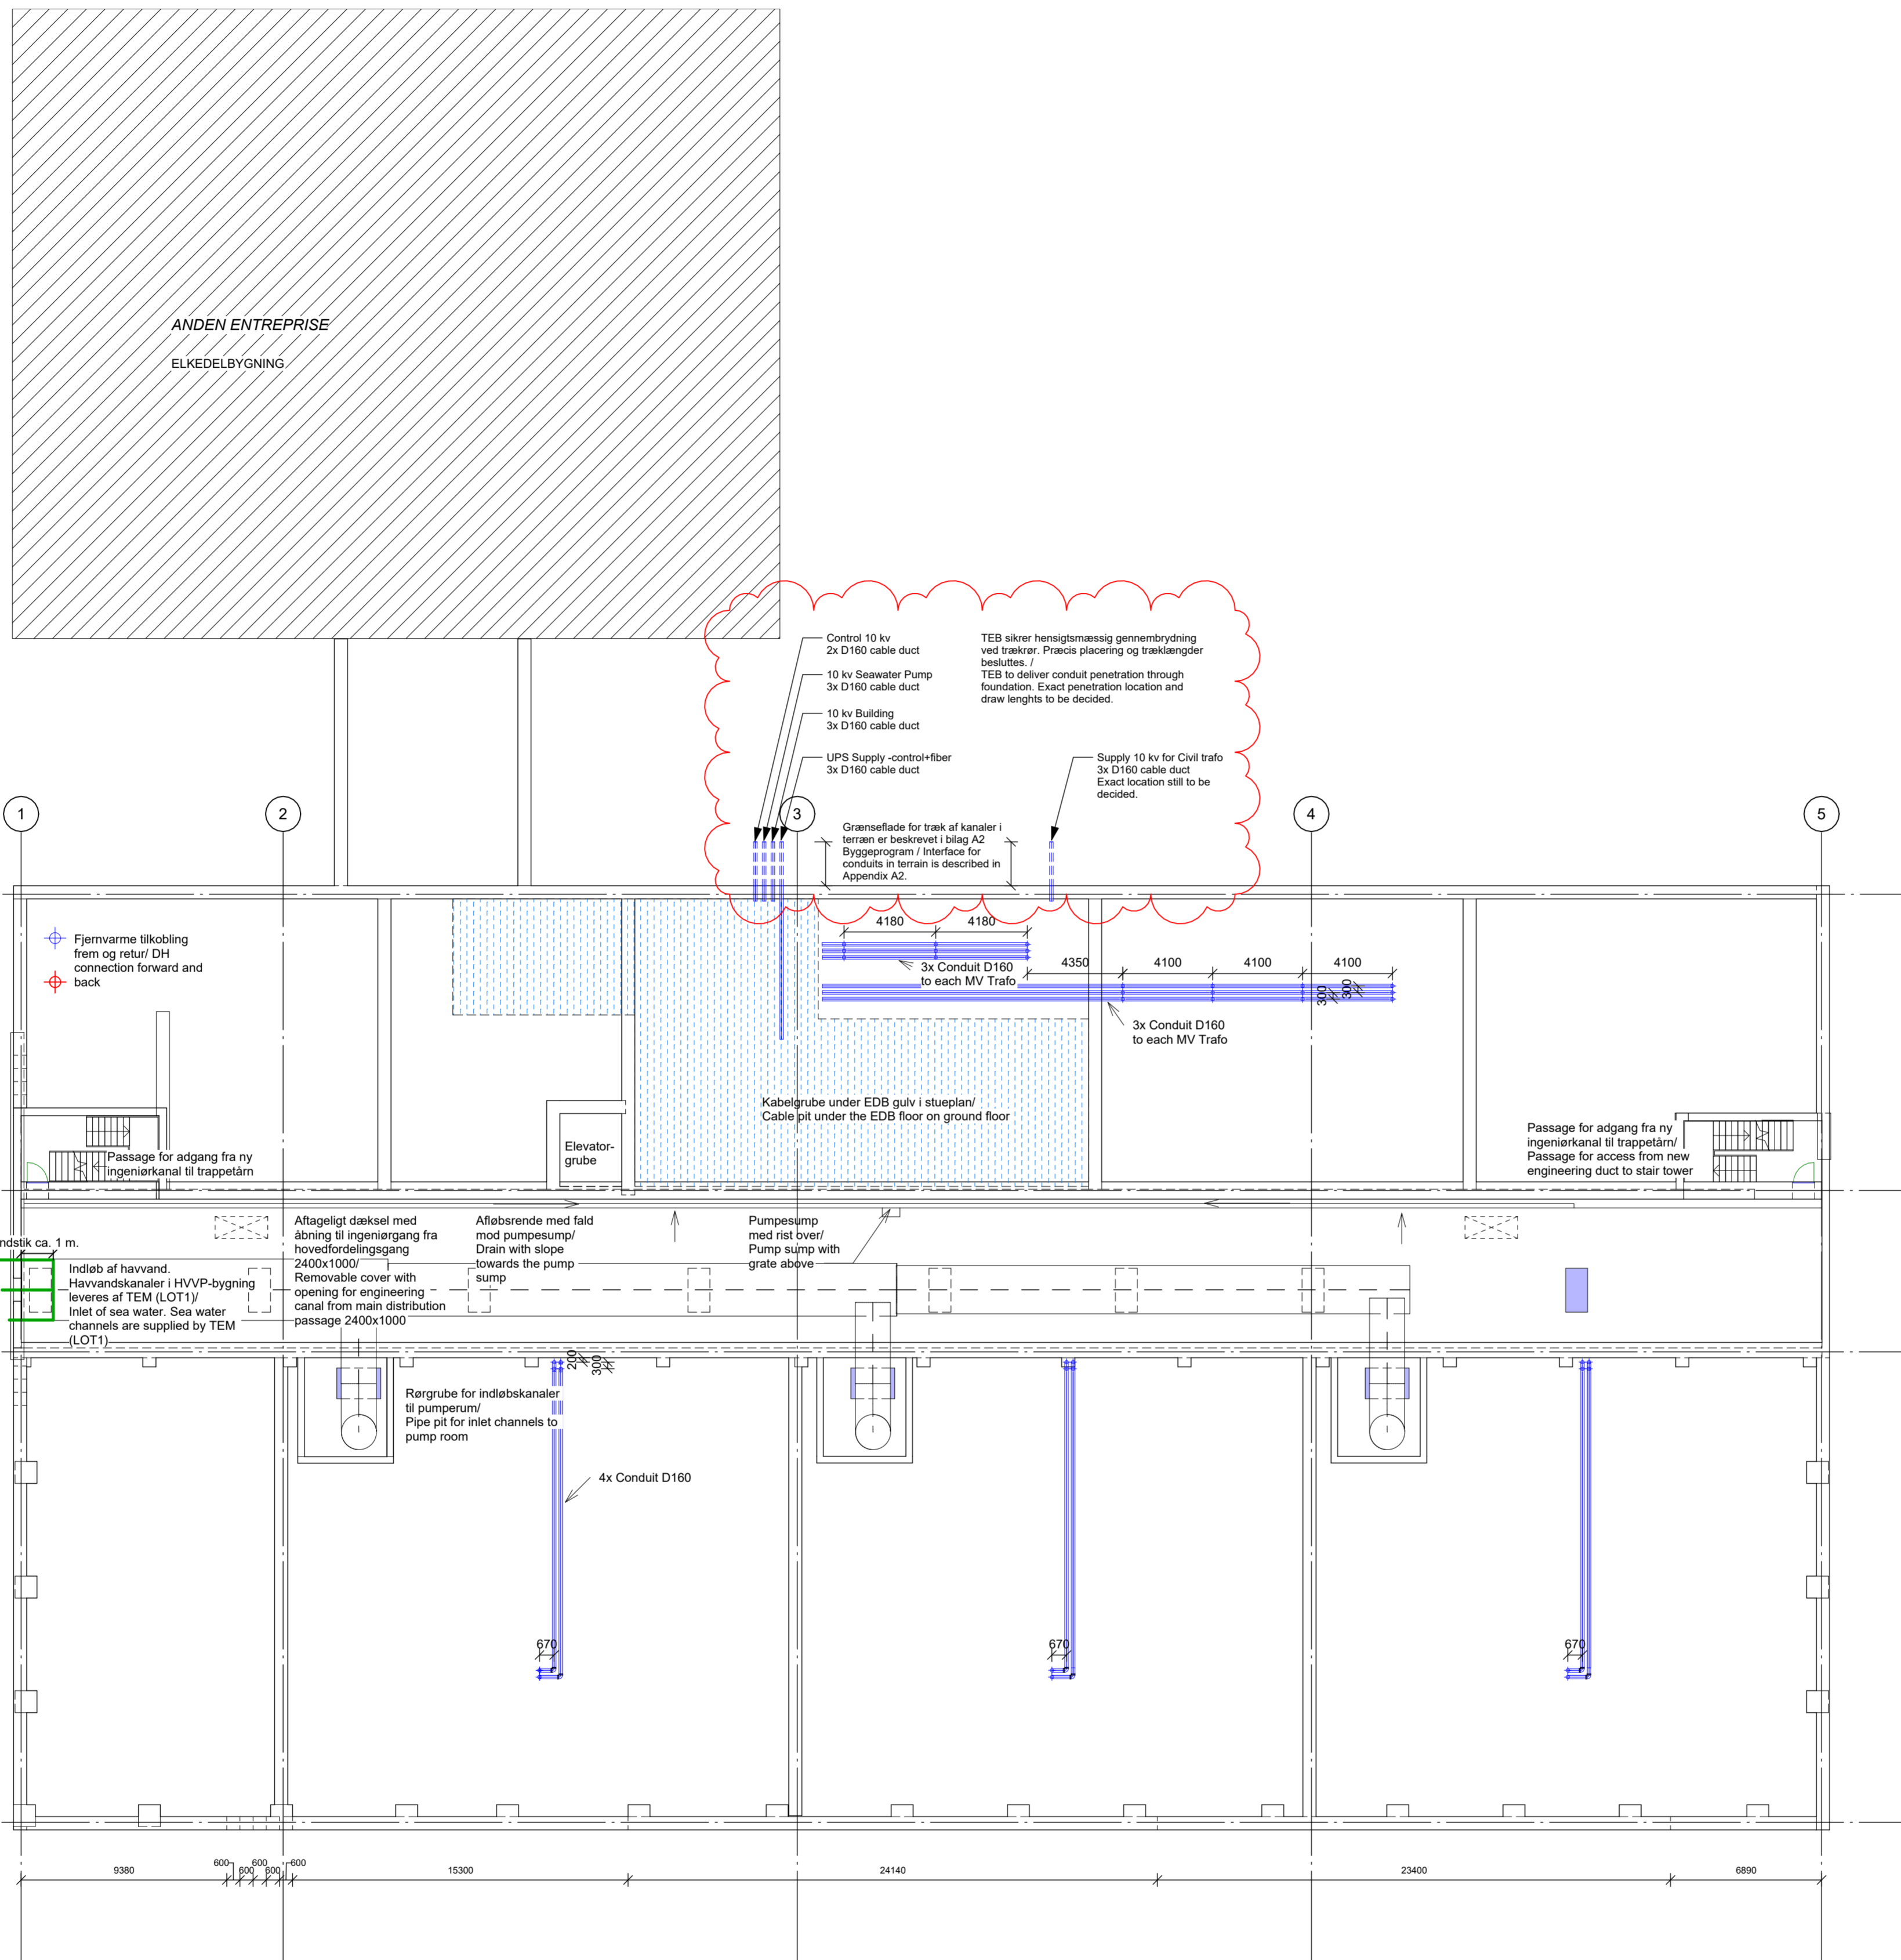 ANDEN ENTREPRISE
ELKEDELBYGNING
Control 10 kv
2x D160 cable duct
10 kv Seawater Pump
3x D160 cable duct
10 kv Building
3x D160 cable duct
UPS Supply -control+fiber
3x D160 cable duct
TEB sikrer hensigtsmæssig gennembrydning
ved trækrør. Præcis placering og træklængder
besluttes. /
TEB to deliver conduit penetration through
foundation. Exact penetration location and
draw lenghts to be decided.
Supply 10 kv for Civil trafo
3x D160 cable duct
Exact location still to be
decided.
1
2
3
4
5
Grænseflade for træk af kanaler i
terræn er beskrevet i bilag A2
Byggeprogram / Interface for
conduits in terrain is described in
Appendix A2.
4180
4180
Fjernvarme tilkobling
frem og retur/ DH
connection forward and
back
3x Conduit D160
to each MV Trafo
4350
4100
4100
4100
300
300
3x Conduit D160
to each MV Trafo
Kabelgrube under EDB gulv i stueplan/
Cable pit under the EDB floor on ground floor
Elevator-
grube
Passage for adgang fra ny
ingeniørkanal til trappetårn
Passage for adgang fra ny
ingeniørkanal til trappetårn/
Passage for access from new
engineering duct to stair tower
ndstik ca. 1 m.
Indløb af havvand.
Havvandskanaler i HVVP-bygning
leveres af TEM (LOT1)/
Inlet of sea water. Sea water
channels are supplied by TEM
(LOT1)
Aftageligt dæksel med
åbning til ingeniørgang fra
hovedfordelingsgang
2400x1000/
Removable cover with
opening for engineering
canal from main distribution
passage 2400x1000
Afløbsrende med fald
mod pumpesump/
Drain with slope
towards the pump
sump
Pumpesump
med rist over/
Pump sump with
grate above
200
300
Rørgrube for indløbskanaler
til pumperum/
Pipe pit for inlet channels to
pump room
4x Conduit D160
670
670
670
9380
600
600
600
600
600
15300
24140
23400
6890